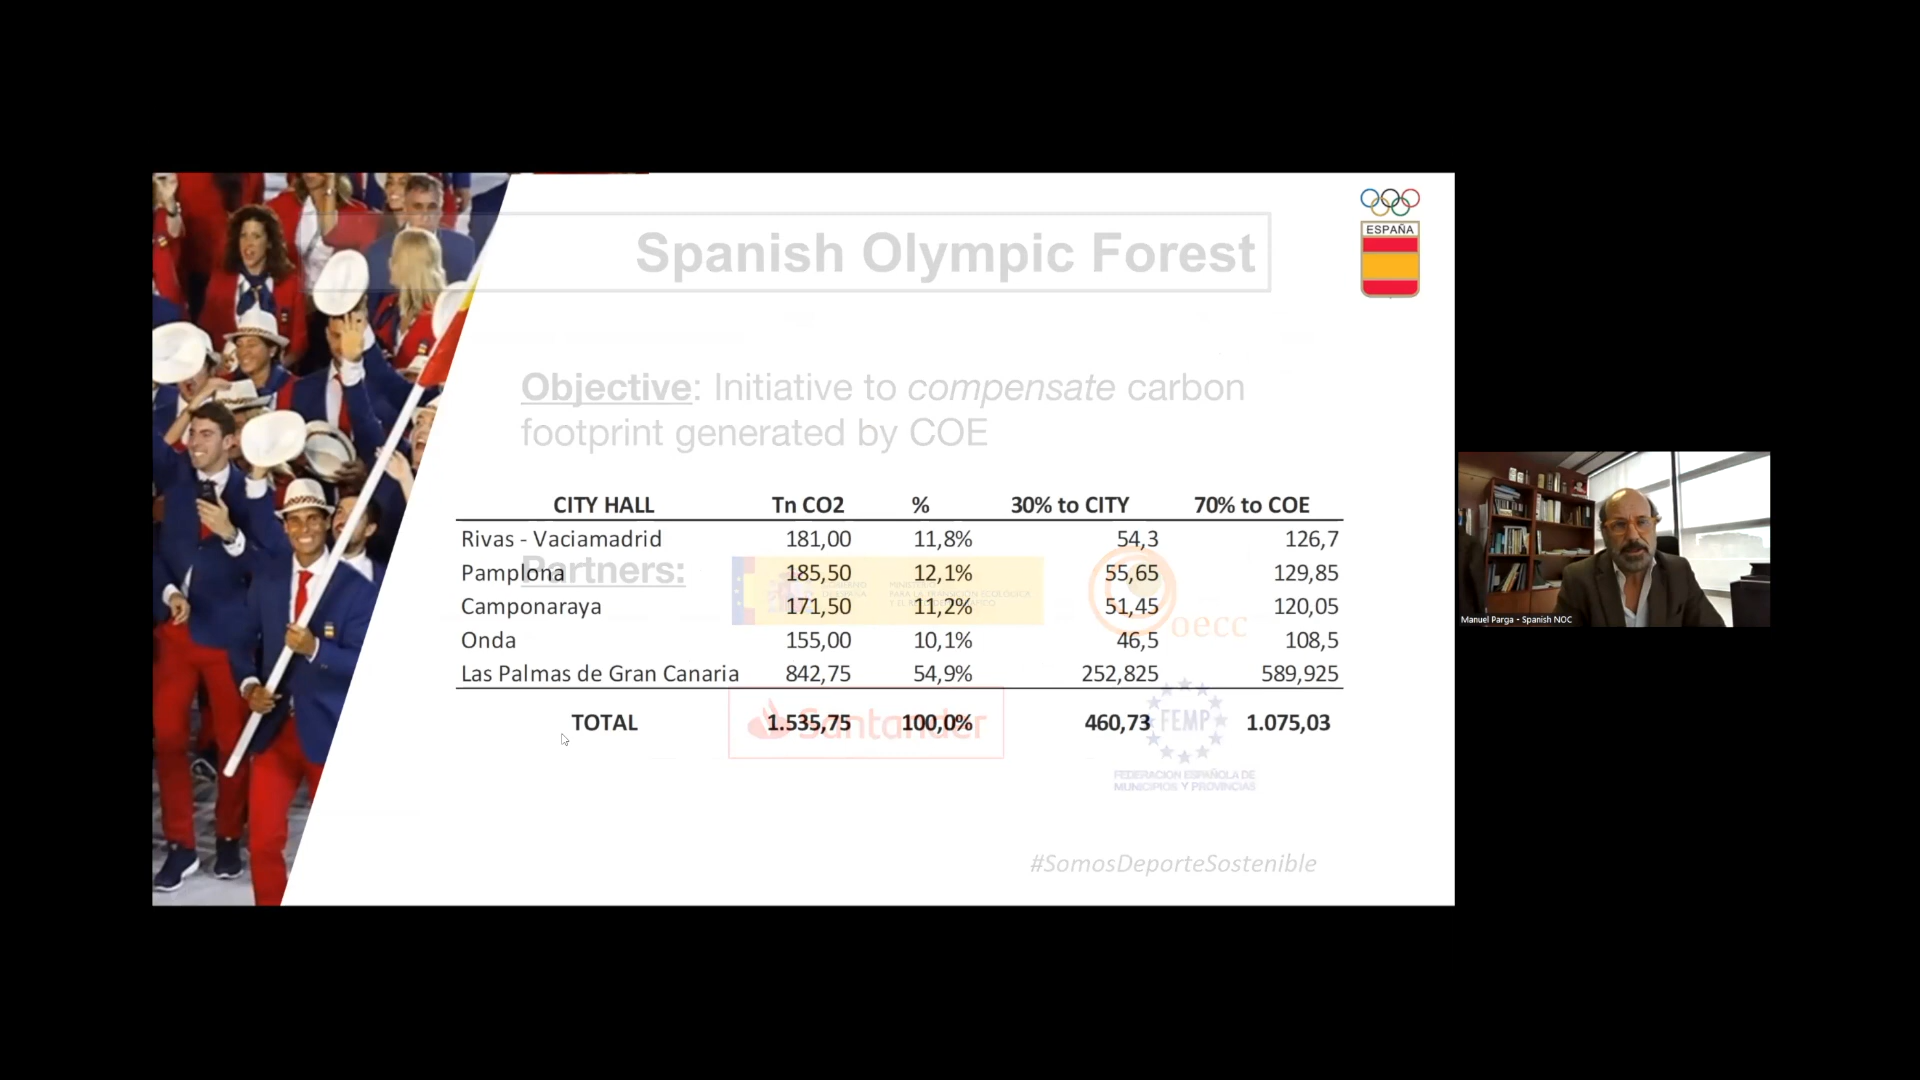 ESPAÑA
Spanish Olympic Forest
Objective: Initiative to compensate carbon
footprint generated by COE
CITY HALL Tn CO2 % 30% to CITY 70% to COE
Rivas - Vaciamadrid 181,00 11,8% 54,3 126,7
Pamplona 185,50 12,1% 55,65 129,85
Partners:
Camponaraya 171,50 11,2% 51,45 120,05
oecc
Onda 155,00 10,1% 46,5 108,5
Las Palmas de Gran Canaria 842,75 54,9% 252,825 589,925
TOTAL 1.535,75 100,0% 460,73 1.075,03
Santander
FEMP
FEDERACION ESPAÑOLA DE
MUNICIPIOS Y PROVINCIAS
#SomosDeporteSostenible
Manuel Parga - Spanish NOC